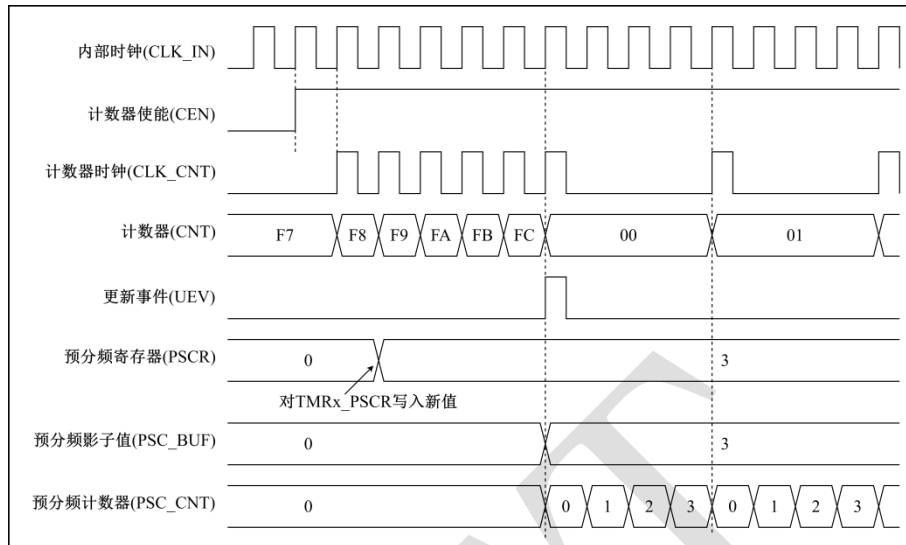 内部时钟(CLK_IN)
计数器使能(CEN)
计数器时钟(CLK_CNT)
计数器(CNT) F7 F8 F9 FA FB FC 00 01
更新事件(UEV)
预分频寄存器(PSCR) 0 3
对TMRx_PSCR写入新值
预分频影子值(PSC_BUF) 0 3
预分频计数器(PSC_CNT) 0 0 1 2 3 0 1 2 3